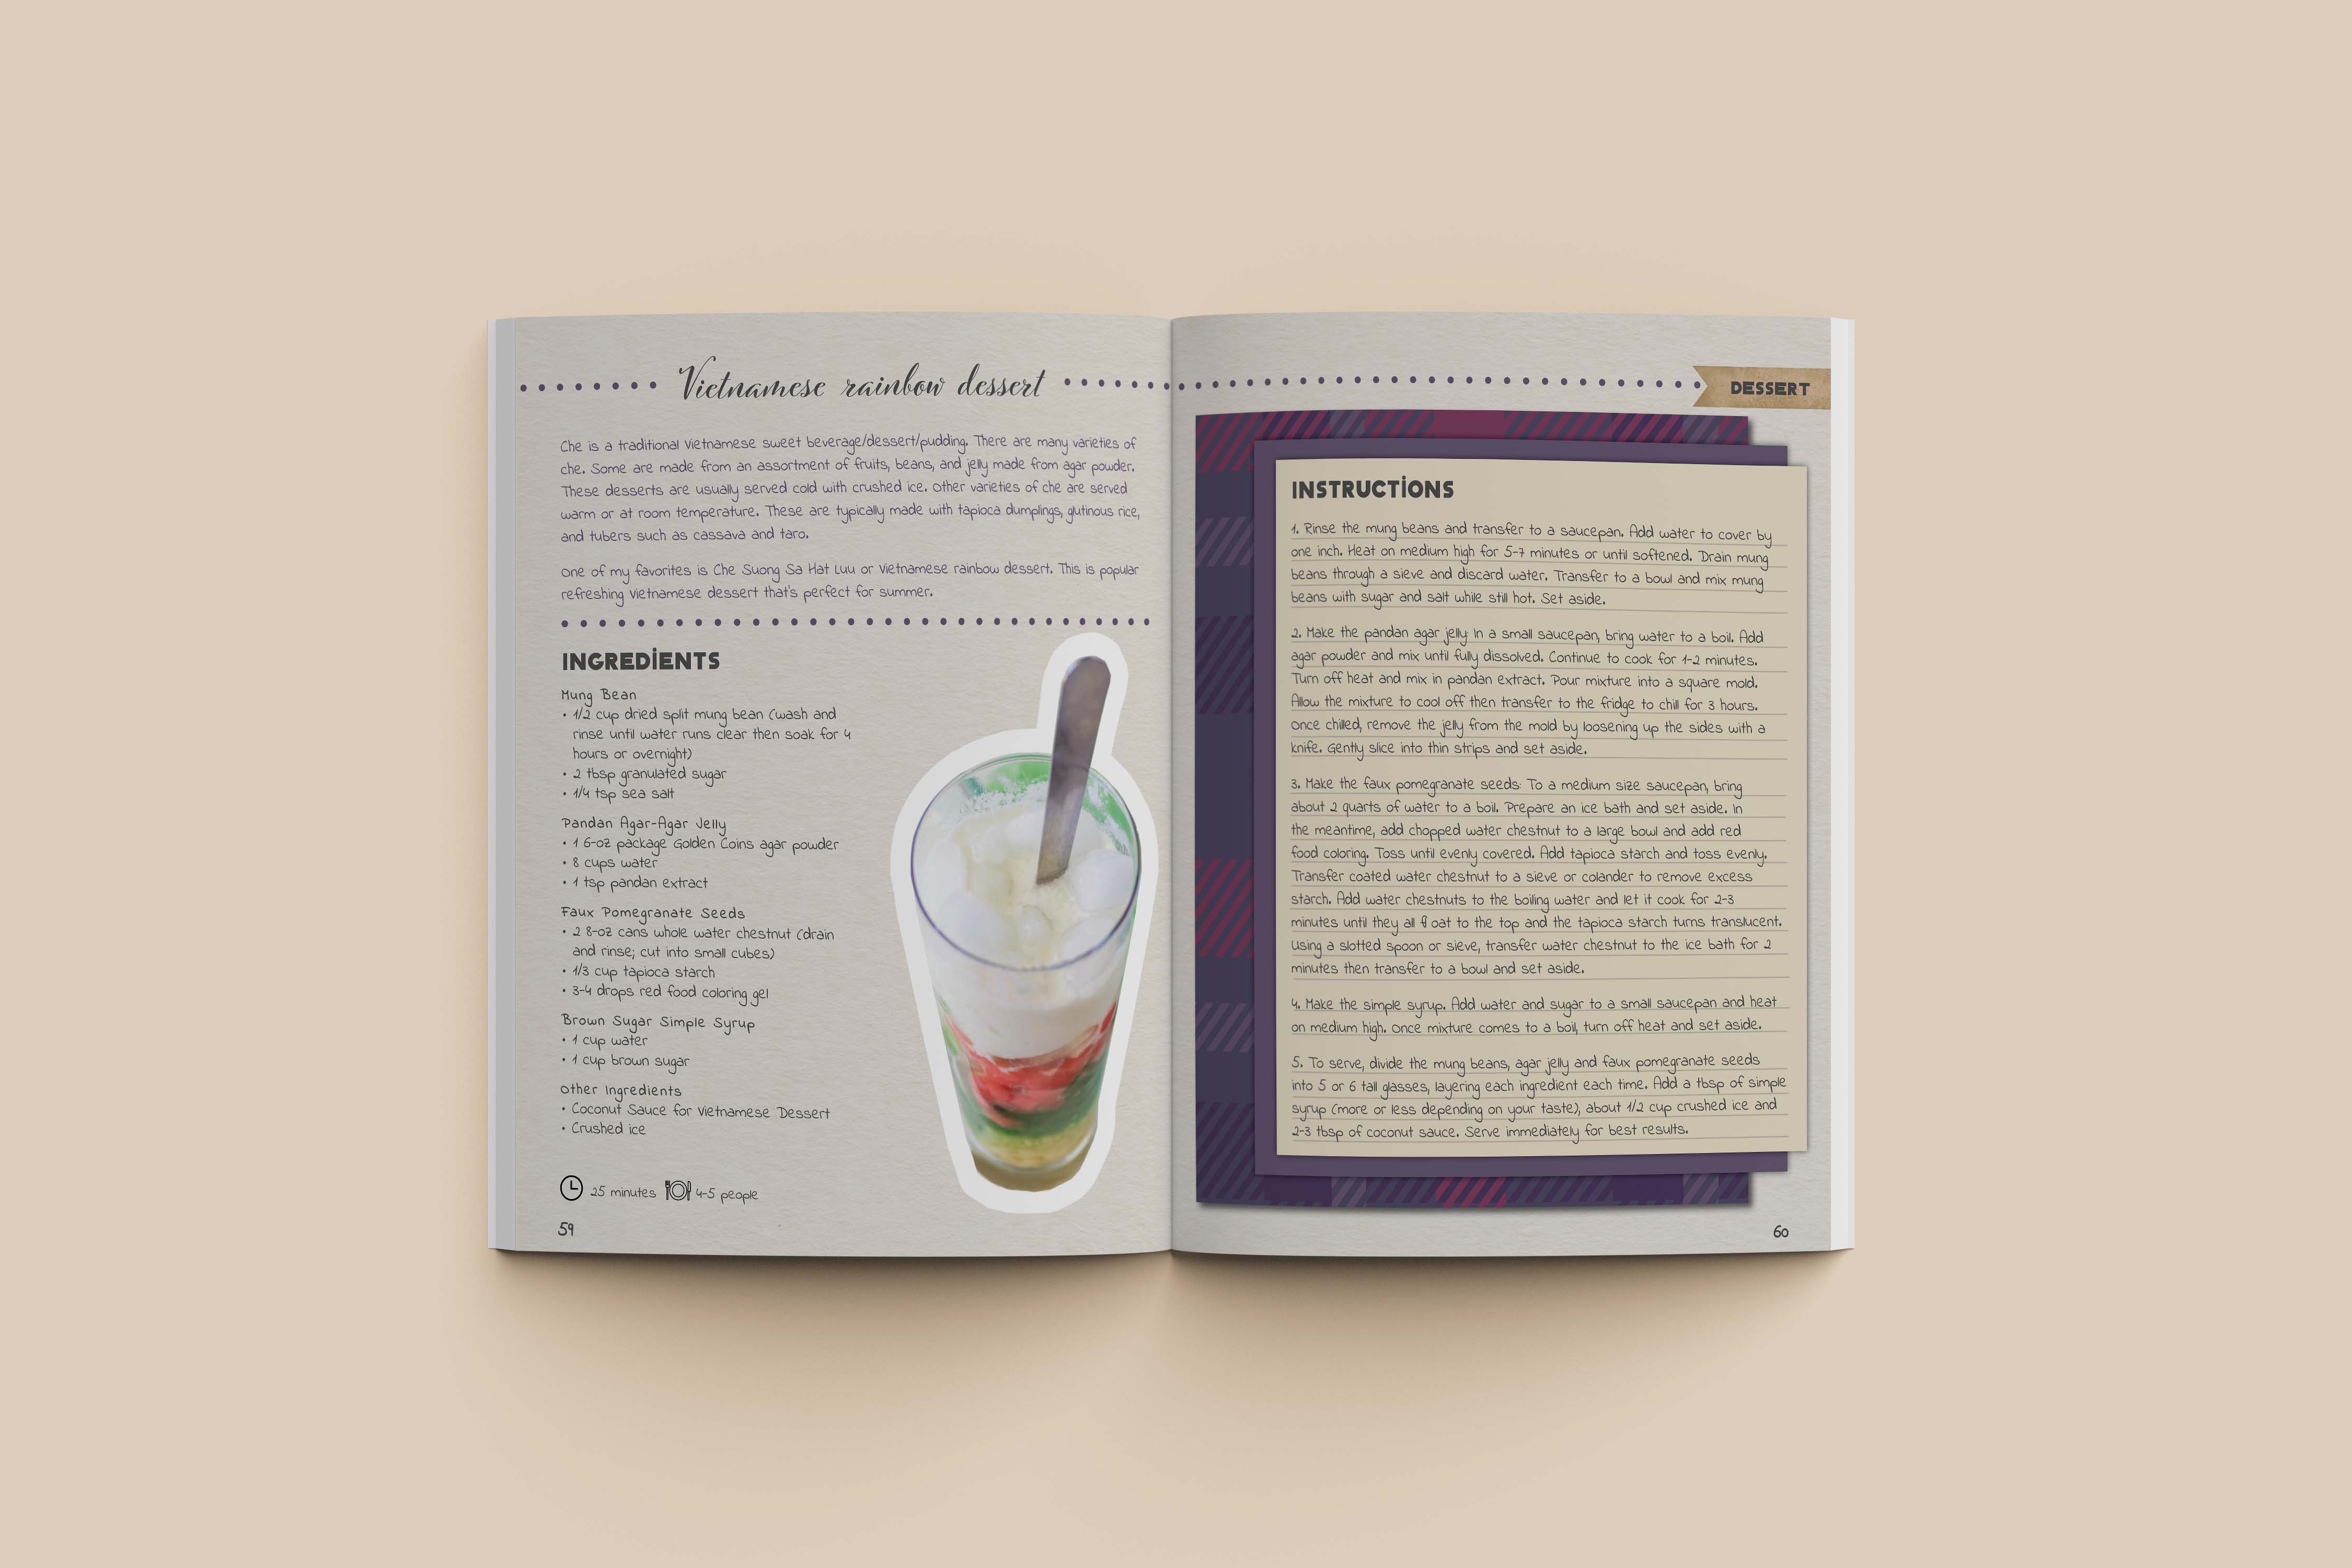 Vietnamese rainbow dessert
Che is a traditional Vietnamese sweet beverage/dessert/pudding. There are many varieties of
che. Some are made from an assortment of fruits, beans, and jelly made from agar powder.
These desserts are usually served cold with crushed ice. Other varieties of che are served
warm or at room temperature. These are typically made with tapioca dumplings, glutinous rice,
and tubers such as cassava and taro.
One of my favorites is Che Suong Sa Hat Luu or Vietnamese rainbow dessert. This is popular
refreshing Vietnamese dessert that's perfect for summer.
INGREDIENTS
Mung Bean
• 1/2 cup dried split mung bean (wash and
rinse until water runs clear then soak for 4
hours or overnight)
• 2 tbsp granulated sugar
• 1/4 tsp sea salt
Pandan Agar-Agar Jelly
• 1 6-oz package Golden Coins agar powder
• 8 cups water
• 1 tsp pandan extract
Faux Pomegranate Seeds
• 2 8-oz cans whole water chestnut (drain
and rinse; cut into small cubes)
• 1/3 cup tapioca starch
• 3-4 drops red food coloring gel
Brown Sugar Simple Syrup
• 1 cup water
• 1 cup brown sugar
Other Ingredients
• Coconut Sauce for Vietnamese Dessert
• Crushed ice
25 minutes 4-5 people
59
DESSERT
INSTRUCTIONS
1. Rinse the mung beans and transfer to a saucepan. Add water to cover by
one inch. Heat on medium high for 5-7 minutes or until softened. Drain mung
beans through a sieve and discard water. Transfer to a bowl and mix mung
beans with sugar and salt while still hot. Set aside.
2. Make the pandan agar jelly: In a small saucepan, bring water to a boil. Add
agar powder and mix until fully dissolved. Continue to cook for 1-2 minutes.
Turn off heat and mix in pandan extract. Pour mixture into a square mold.
Allow the mixture to cool off then transfer to the fridge to chill for 3 hours.
Once chilled, remove the jelly from the mold by loosening up the sides with a
knife. Gently slice into thin strips and set aside.
3. Make the faux pomegranate seeds: To a medium size saucepan, bring
about 2 quarts of water to a boil. Prepare an ice bath and set aside. In
the meantime, add chopped water chestnut to a large bowl and add red
food coloring. Toss until evenly covered. Add tapioca starch and toss evenly.
Transfer coated water chestnut to a sieve or colander to remove excess
starch. Add water chestnuts to the boiling water and let it cook for 2-3
minutes until they all float to the top and the tapioca starch turns translucent.
Using a slotted spoon or sieve, transfer water chestnut to the ice bath for 2
minutes then transfer to a bowl and set aside.
4. Make the simple syrup. Add water and sugar to a small saucepan and heat
on medium high. Once mixture comes to a boil, turn off heat and set aside.
5. To serve, divide the mung beans, agar jelly and faux pomegranate seeds
into 5 or 6 tall glasses, layering each ingredient each time. Add a tbsp of simple
syrup (more or less depending on your taste), about 1/2 cup crushed ice and
2-3 tbsp of coconut sauce. Serve immediately for best results.
60